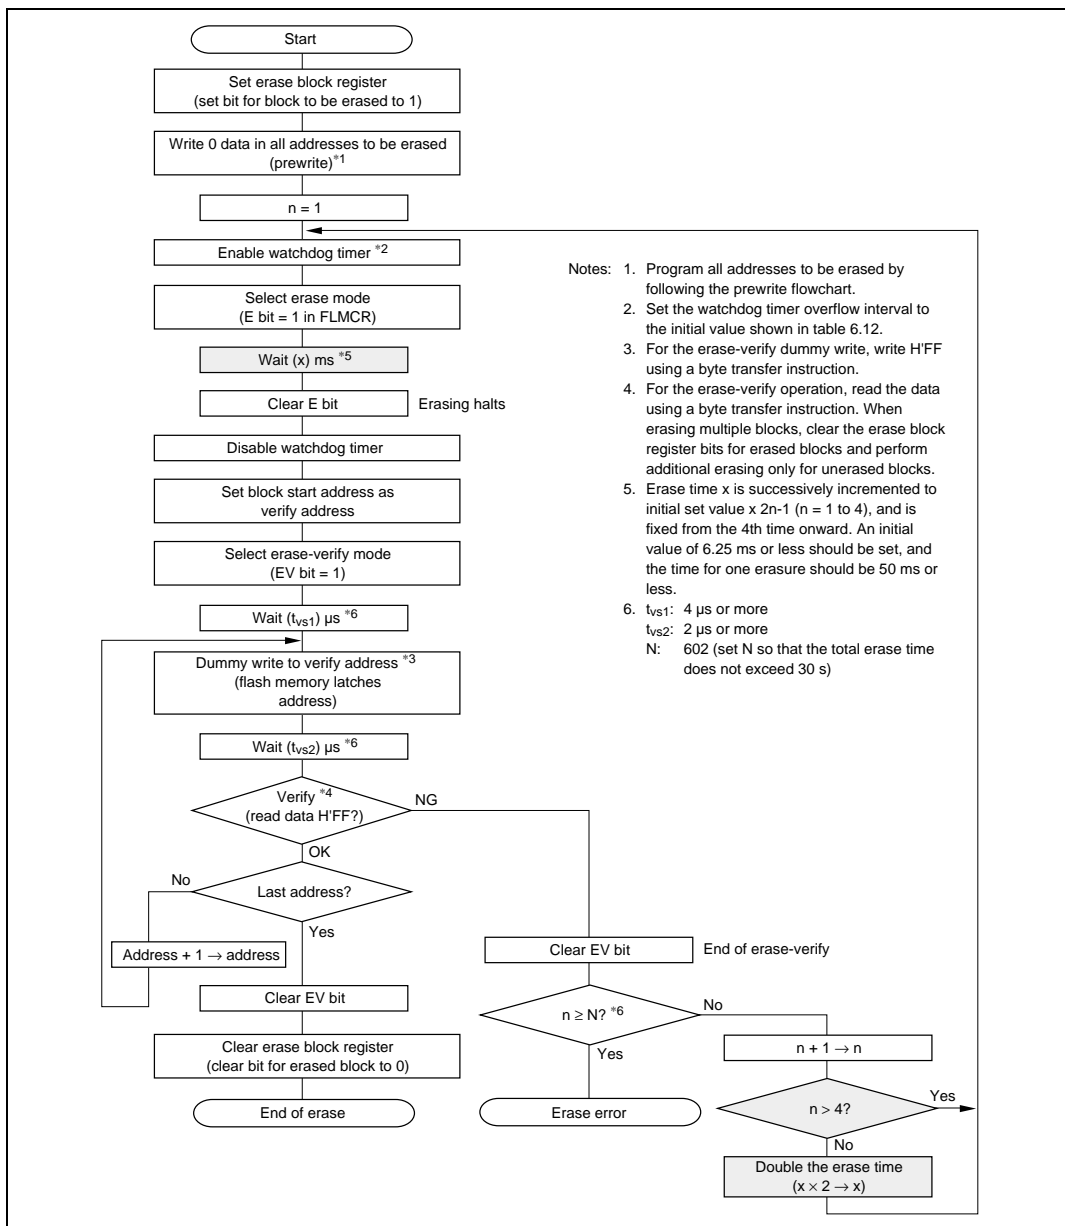 Start
Set erase block register
(set bit for block to be erased to 1)
Write 0 data in all addresses to be erased
(prewrite)*1
n = 1
Enable watchdog timer *2
Select erase mode
(E bit = 1 in FLMCR)
Wait (x) ms *5
Clear E bit
Erasing halts
Disable watchdog timer
Set block start address as
verify address
Select erase-verify mode
(EV bit = 1)
Wait (tvs1) µs *6
Dummy write to verify address *3
(flash memory latches
address)
Wait (tvs2) µs *6
Verify *4
(read data H'FF?)
NG
OK
No
Last address?
Yes
Address + 1 → address
Clear EV bit
Clear erase block register
(clear bit for erased block to 0)
End of erase
Clear EV bit
End of erase-verify
n ≥ N? *6
No
Yes
Erase error
n + 1 → n
n > 4?
Yes
No
Double the erase time
(x × 2 → x)
Notes: 1. Program all addresses to be erased by
following the prewrite flowchart.
2. Set the watchdog timer overflow interval to
the initial value shown in table 6.12.
3. For the erase-verify dummy write, write H'FF
using a byte transfer instruction.
4. For the erase-verify operation, read the data
using a byte transfer instruction. When
erasing multiple blocks, clear the erase block
register bits for erased blocks and perform
additional erasing only for unerased blocks.
5. Erase time x is successively incremented to
initial set value x 2n-1 (n = 1 to 4), and is
fixed from the 4th time onward. An initial
value of 6.25 ms or less should be set, and
the time for one erasure should be 50 ms or
less.
6. tvs1: 4 µs or more
tvs2: 2 µs or more
N: 602 (set N so that the total erase time
does not exceed 30 s)